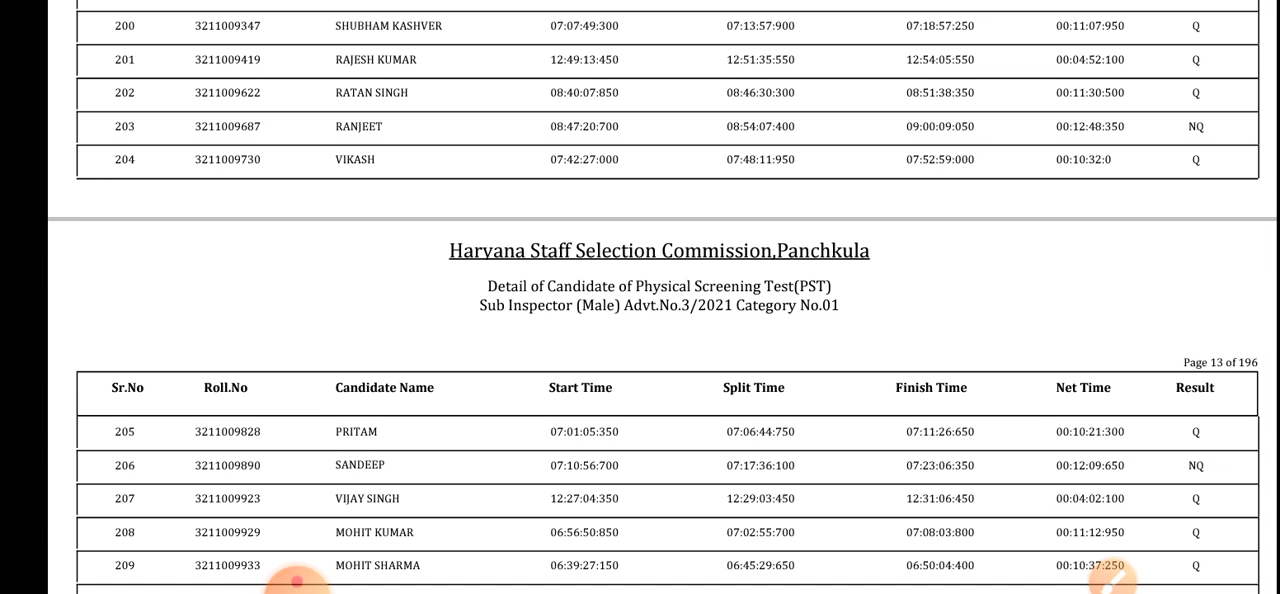 200 3211009347 SHUBHAM KASHVER 07:07:49:300 07:13:57:900 07:18:57:250 00:11:07:950 Q
201 3211009419 RAJESH KUMAR 12:49:13:450 12:51:35:550 12:54:05:550 00:04:52:100 Q
202 3211009622 RATAN SINGH 08:40:07:850 08:46:30:300 08:51:38:350 00:11:30:500 Q
203 3211009687 RANJEET 08:47:20:700 08:54:07:400 09:00:09:050 00:12:48:350 NQ
204 3211009730 VIKASH 07:42:27:000 07:48:11:950 07:52:59:000 00:10:32:0 Q
Haryana Staff Selection Commission,Panchkula
Detail of Candidate of Physical Screening Test(PST)
Sub Inspector (Male) Advt.No.3/2021 Category No.01
Page 13 of 196
Sr.No Roll.No Candidate Name Start Time Split Time Finish Time Net Time Result
205 3211009828 PRITAM 07:01:05:350 07:06:44:750 07:11:26:650 00:10:21:300 Q
206 3211009890 SANDEEP 07:10:56:700 07:17:36:100 07:23:06:350 00:12:09:650 NQ
207 3211009923 VIJAY SINGH 12:27:04:350 12:29:03:450 12:31:06:450 00:04:02:100 Q
208 3211009929 MOHIT KUMAR 06:56:50:850 07:02:55:700 07:08:03:800 00:11:12:950 Q
209 3211009933 MOHIT SHARMA 06:39:27:150 06:45:29:650 06:50:04:400 00:10:37:250 Q